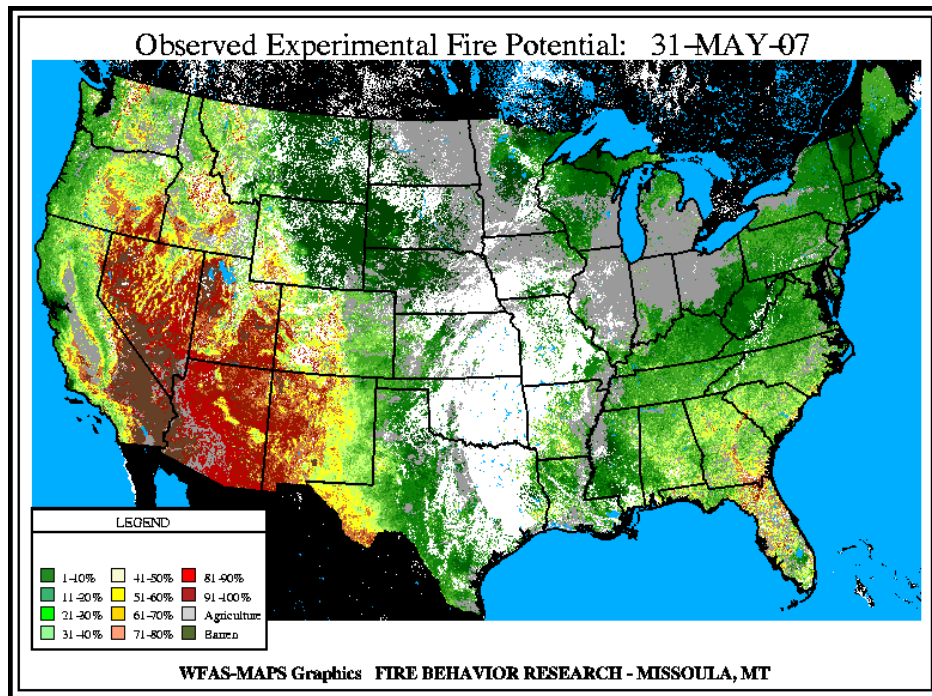 Observed Experimental Fire Potential: 31-MAY-07
LEGEND
1-10% 41-50% 81-90%
11-20% 51-60% 91-100%
21-30% 61-70% Agriculture
31-40% 71-80% Barren
WFAS-MAPS Graphics FIRE BEHAVIOR RESEARCH - MISSOULA, MT